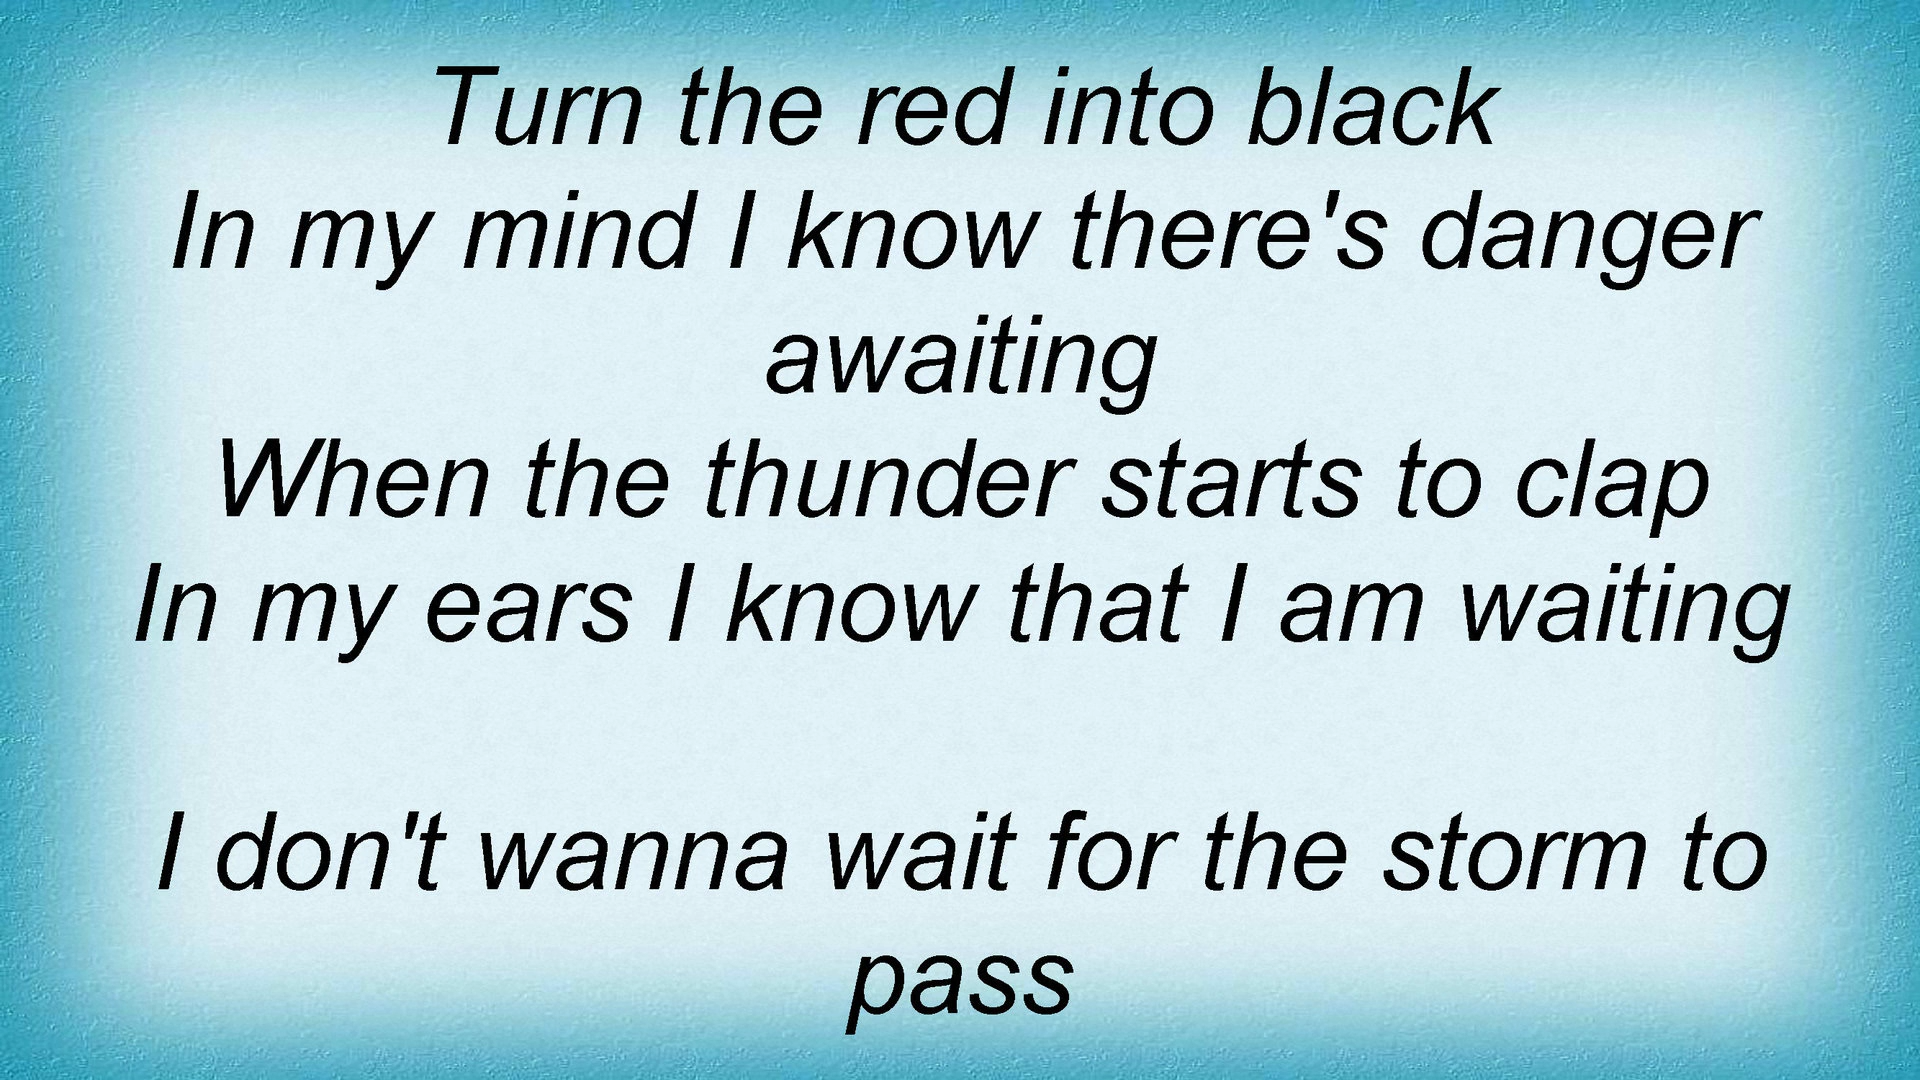 Turn the red into black
In my mind I know there's danger
awaiting
When the thunder starts to clap
In my ears I know that I am waiting
I don't wanna wait for the storm to
pass